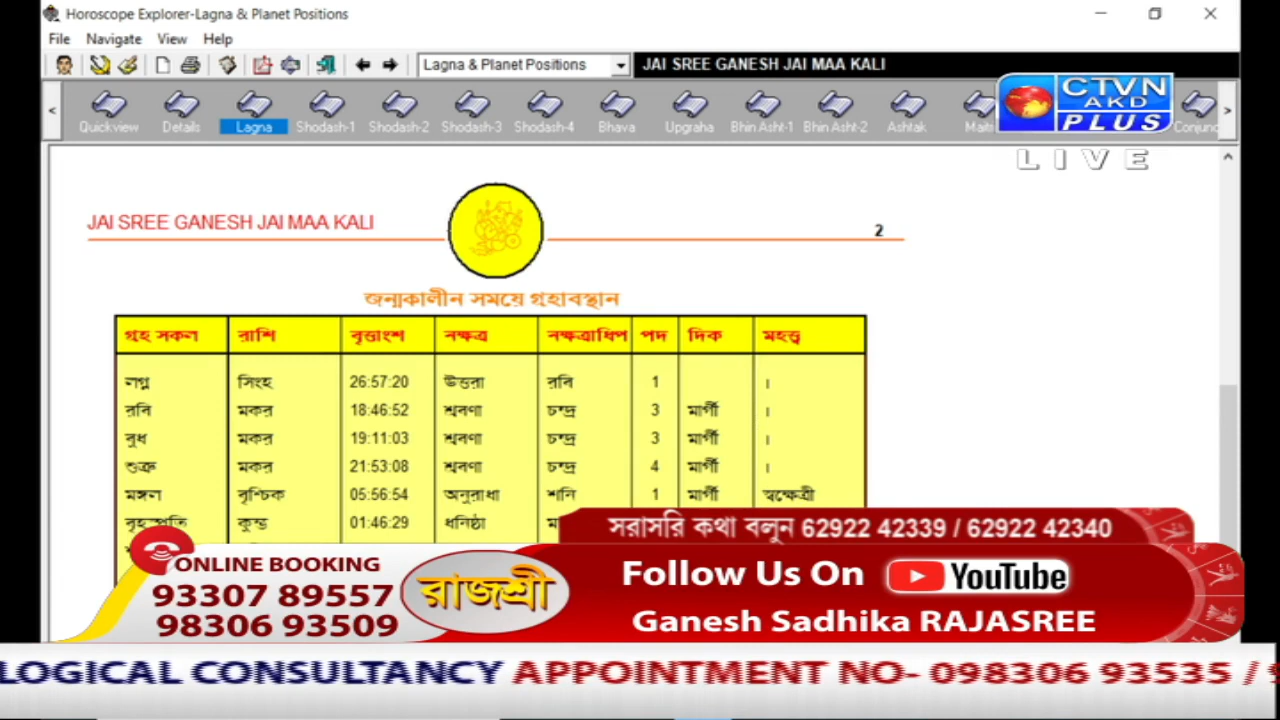 Horoscope Explorer-Lagna & Planet Positions
File Navigate View Help
Lagna & Planet Positions JAI SREE GANESH JAI MAA KALI
Quickview Details Lagna Shodash-1 Shodash-2 Shodash-3 Shodash-4 Bhava Upgraha Bhin Asht-1 Bhin Asht-2 Ashtak
CTVN
AKD
PLUS
LIVE
JAI SREE GANESH JAI MAA KALI 2
জন্মকালীন সময়ে গ্রহাবস্থান
গ্রহ সকল রাশি বৃত্তাংশ নক্ষত্র নক্ষত্রাধিপ পদ দিক মহত্ত্ব
লগ্ন সিংহ 26:57:20 উত্তরা রবি 1 ।
রবি মকর 18:46:52 শ্রবণা চন্দ্র 3 মার্গী ।
বুধ মকর 19:11:03 শ্রবণা চন্দ্র 3 মার্গী ।
শুক্র মকর 21:53:08 শ্রবণা চন্দ্র 4 মার্গী ।
মঙ্গল বৃশ্চিক 05:56:54 অনুরাধা শনি 1 মার্গী স্বক্ষেত্রী
বৃহস্পতি কুম্ভ 01:46:29 ধনিষ্ঠা
সরাসরি কথা বলুন 62922 42339 / 62922 42340
ONLINE BOOKING
93307 89557
98306 93509
রাজশ্রী
Follow Us On YouTube
Ganesh Sadhika RAJASREE
LOGICAL CONSULTANCY APPOINTMENT NO- 098306 93535 /